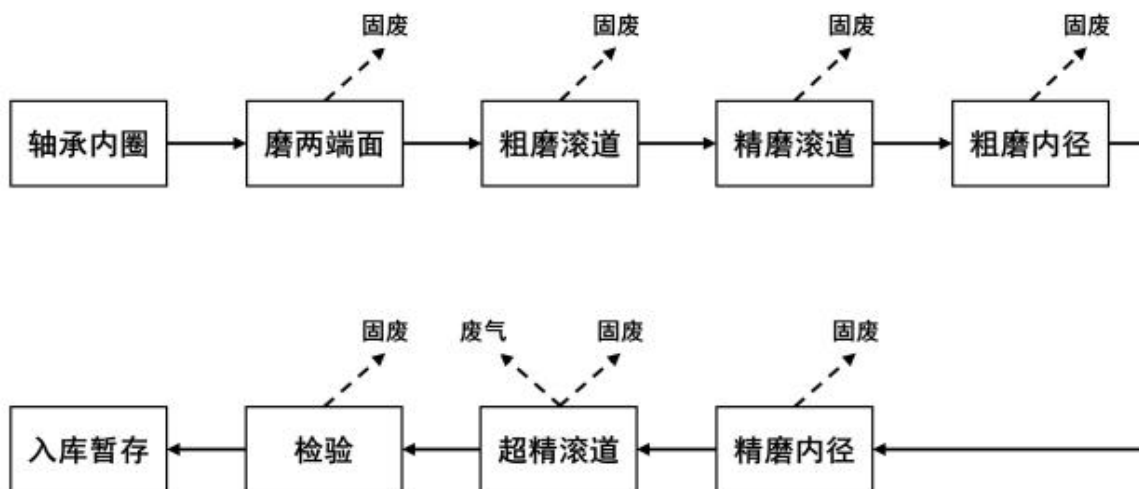 固废 固废 固废 固废
轴承内圈 磨两端面 粗磨滚道 精磨滚道 粗磨内径
固废 废气 固废 固废
入库暂存 检验 超精滚道 精磨内径